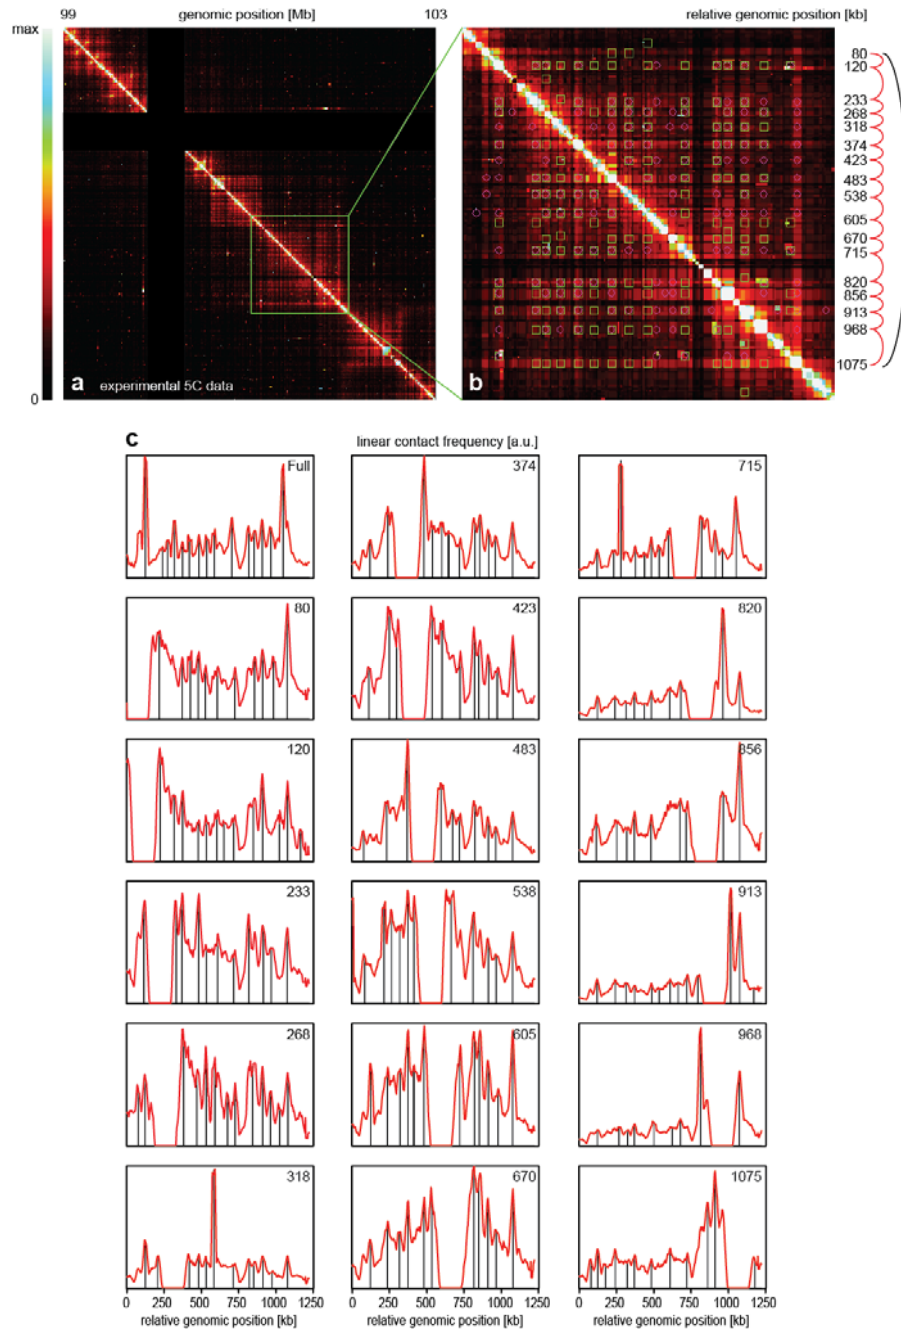 99 genomic position [Mb] 103 relative genomic position [kb]
max
80
120
233
268
318
374
423
483
538
605
670
715
820
856
913
968
1075
0
a experimental 5C data
b
c linear contact frequency [a.u.]
Full 374 715
80 423 820
120 483 856
233 538 913
268 605 968
318 670 1075
0 250 500 750 1000 1250 0 250 500 750 1000 1250 0 250 500 750 1000 1250
relative genomic position [kb] relative genomic position [kb] relative genomic position [kb]